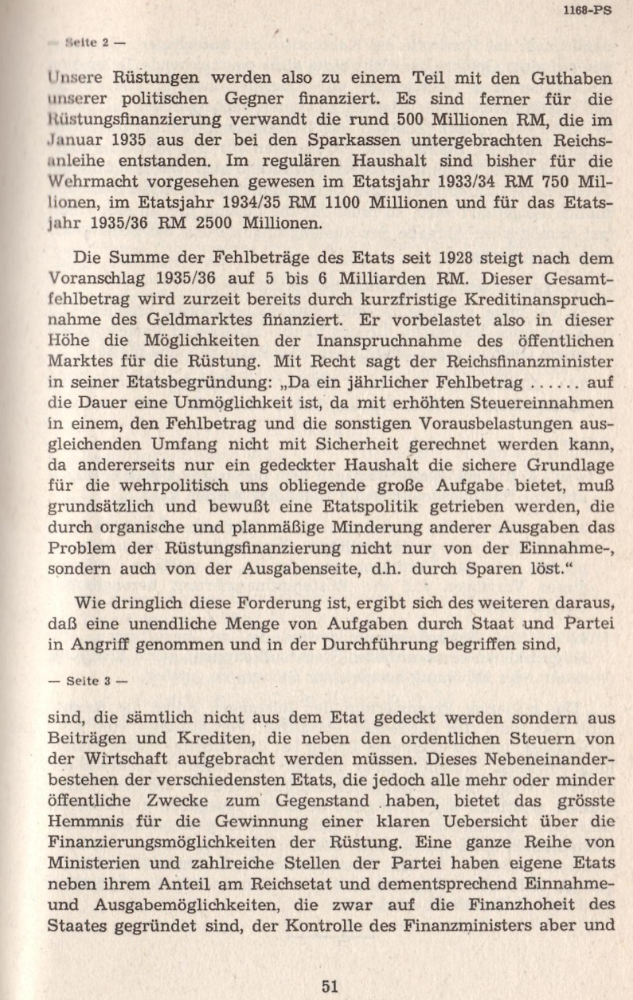 1168-PS
— Seite 2 —
Unsere Rüstungen werden also zu einem Teil mit den Guthaben
unserer politischen Gegner finanziert. Es sind ferner für die
Rüstungsfinanzierung verwandt die rund 500 Millionen RM, die im
Januar 1935 aus der bei den Sparkassen untergebrachten Reichs-
anleihe entstanden. Im regulären Haushalt sind bisher für die
Wehrmacht vorgesehen gewesen im Etatsjahr 1933/34 RM 750 Mil-
lionen, im Etatsjahr 1934/35 RM 1100 Millionen und für das Etats-
jahr 1935/36 RM 2500 Millionen.
Die Summe der Fehlbeträge des Etats seit 1928 steigt nach dem
Voranschlag 1935/36 auf 5 bis 6 Milliarden RM. Dieser Gesamt-
fehlbetrag wird zurzeit bereits durch kurzfristige Kreditinanspruch-
nahme des Geldmarktes finanziert. Er vorbelastet also in dieser
Höhe die Möglichkeiten der Inanspruchnahme des öffentlichen
Marktes für die Rüstung. Mit Recht sagt der Reichsfinanzminister
in seiner Etatsbegründung: „Da ein jährlicher Fehlbetrag ...... auf
die Dauer eine Unmöglichkeit ist, da mit erhöhten Steuereinnahmen
in einem, den Fehlbetrag und die sonstigen Vorausbelastungen aus-
gleichenden Umfang nicht mit Sicherheit gerechnet werden kann,
da andererseits nur ein gedeckter Haushalt die sichere Grundlage
für die wehrpolitisch uns obliegende große Aufgabe bietet, muß
grundsätzlich und bewußt eine Etatspolitik getrieben werden, die
durch organische und planmäßige Minderung anderer Ausgaben das
Problem der Rüstungsfinanzierung nicht nur von der Einnahme-,
sondern auch von der Ausgabenseite, d.h. durch Sparen löst.“
Wie dringlich diese Forderung ist, ergibt sich des weiteren daraus,
daß eine unendliche Menge von Aufgaben durch Staat und Partei
in Angriff genommen und in der Durchführung begriffen sind,
— Seite 3 —
sind, die sämtlich nicht aus dem Etat gedeckt werden sondern aus
Beiträgen und Krediten, die neben den ordentlichen Steuern von
der Wirtschaft aufgebracht werden müssen. Dieses Nebeneinander-
bestehen der verschiedensten Etats, die jedoch alle mehr oder minder
öffentliche Zwecke zum Gegenstand haben, bietet das grösste
Hemmnis für die Gewinnung einer klaren Uebersicht über die
Finanzierungsmöglichkeiten der Rüstung. Eine ganze Reihe von
Ministerien und zahlreiche Stellen der Partei haben eigene Etats
neben ihrem Anteil am Reichsetat und dementsprechend Einnahme-
und Ausgabemöglichkeiten, die zwar auf die Finanzhoheit des
Staates gegründet sind, der Kontrolle des Finanzministers aber und
51